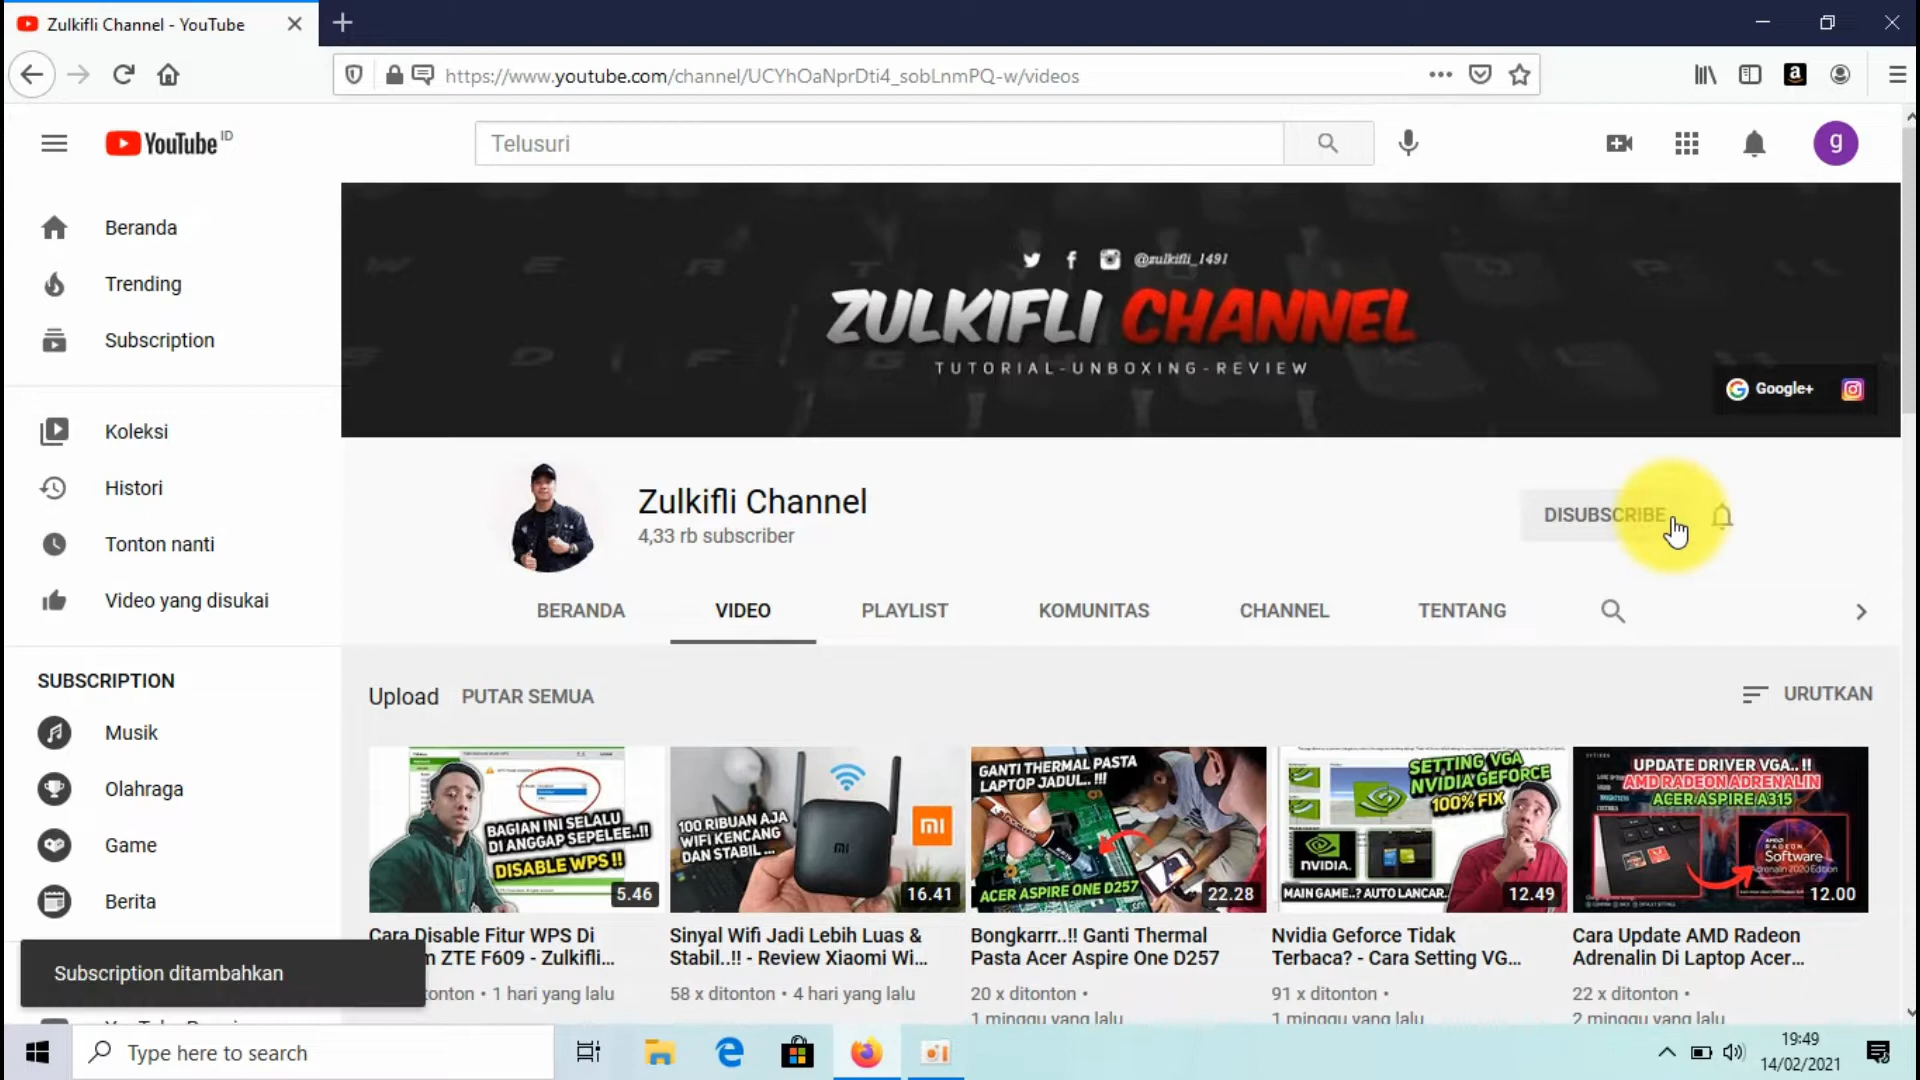 Zulkifli Channel - YouTube
https://www.youtube.com/channel/UCYhOaNprDti4_sobLnmPQ-w/videos
YouTube ID
Telusuri
g
Beranda
Trending
Subscription
Koleksi
Histori
Tonton nanti
Video yang disukai
SUBSCRIPTION
Musik
Olahraga
Game
Berita
Subscription ditambahkan
@zulkifli_1491
ZULKIFLI CHANNEL
TUTORIAL-UNBOXING-REVIEW
Google+
Zulkifli Channel
4,33 rb subscriber
DISUBSCRIBE
BERANDA
VIDEO
PLAYLIST
KOMUNITAS
CHANNEL
TENTANG
Upload
PUTAR SEMUA
URUTKAN
BAGIAN INI SELALU
DI ANGGAP SEPELEE..!!
DISABLE WPS !!
5.46
Cara Disable Fitur WPS Di
ZTE F609 - Zulkifli...
1 hari yang lalu
100 RIBUAN AJA
WIFI KENCANG
DAN STABIL ...
mi
16.41
Sinyal Wifi Jadi Lebih Luas &
Stabil..!! - Review Xiaomi Wi...
58 x ditonton • 4 hari yang lalu
GANTI THERMAL PASTA
LAPTOP JADUL.. !!!
ACER ASPIRE ONE D257
22.28
Bongkarrr..!! Ganti Thermal
Pasta Acer Aspire One D257
20 x ditonton •
1 minggu yang lalu
SETTING VGA
NVIDIA GEFORCE
100% FIX
NVIDIA.
MAIN GAME..? AUTO LANCAR..
12.49
Nvidia Geforce Tidak
Terbaca? - Cara Setting VG...
91 x ditonton •
1 minggu yang lalu
UPDATE DRIVER VGA.. !!
AMD RADEON ADRENALIN
ACER ASPIRE A315
AMD
RADEON
Software
Adrenalin 2020 Edition
12.00
Cara Update AMD Radeon
Adrenalin Di Laptop Acer...
22 x ditonton •
2 minggu yang lalu
Type here to search
19:49
14/02/2021